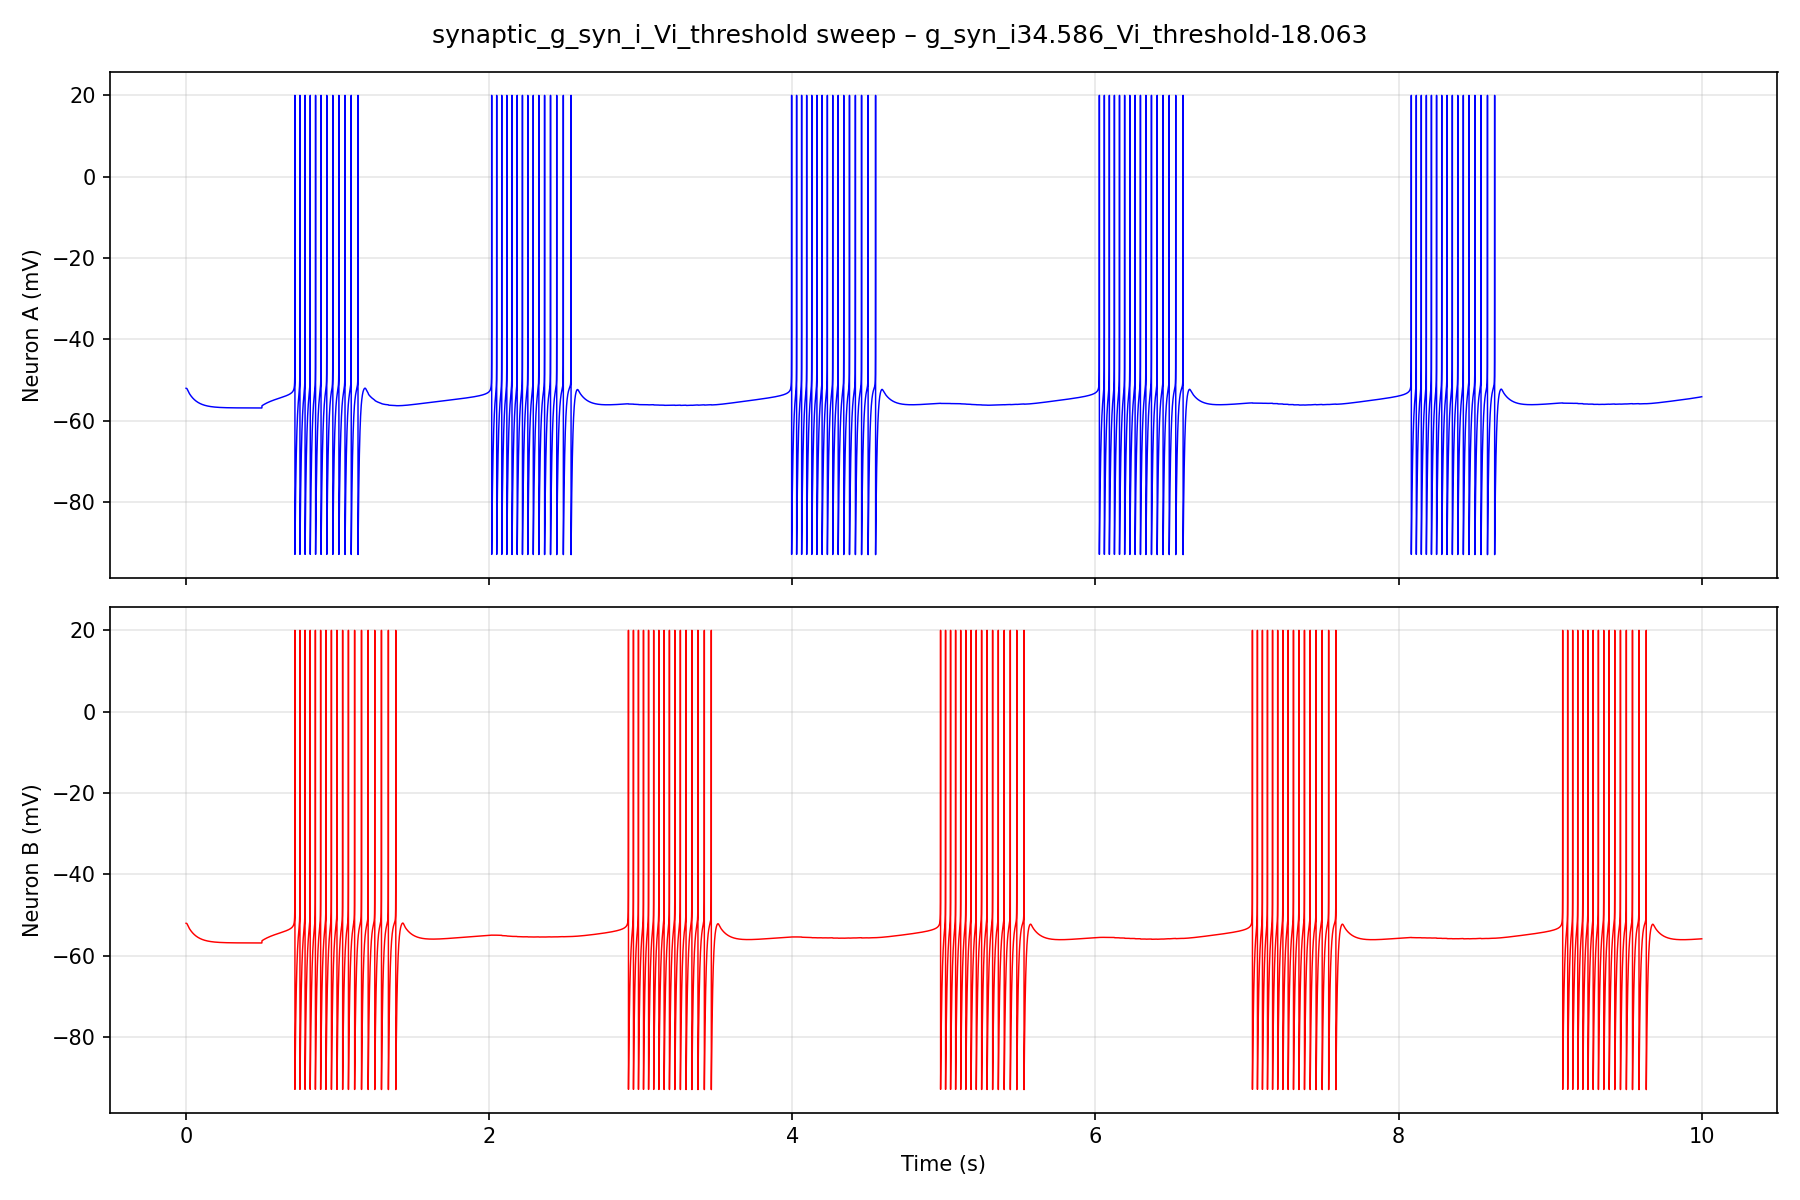 synaptic_g_syn_i_Vi_threshold sweep – g_syn_i34.586_Vi_threshold-18.063
20
0
−20
−40
−60
−80
Neuron A (mV)
20
0
−20
−40
−60
−80
Neuron B (mV)
0 2 4 6 8 10
Time (s)